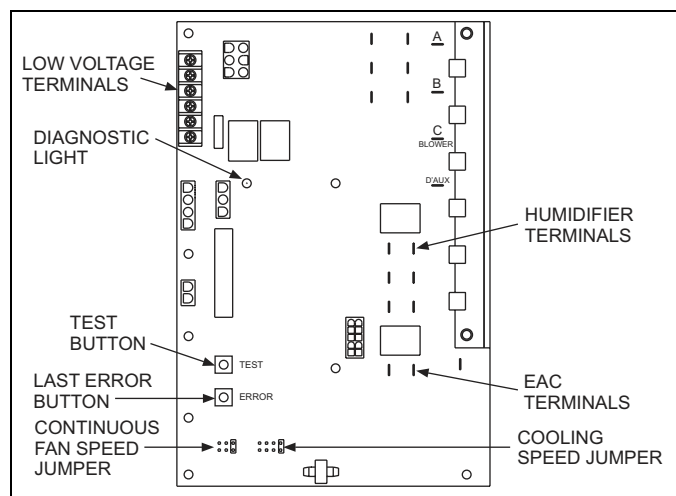 LOW VOLTAGE
TERMINALS
DIAGNOSTIC
LIGHT
TEST
BUTTON
LAST ERROR
BUTTON
CONTINUOUS
FAN SPEED
JUMPER
A
B
C
BLOWER
D'AUX
TEST
ERROR
HUMIDIFIER
TERMINALS
EAC
TERMINALS
COOLING
SPEED JUMPER